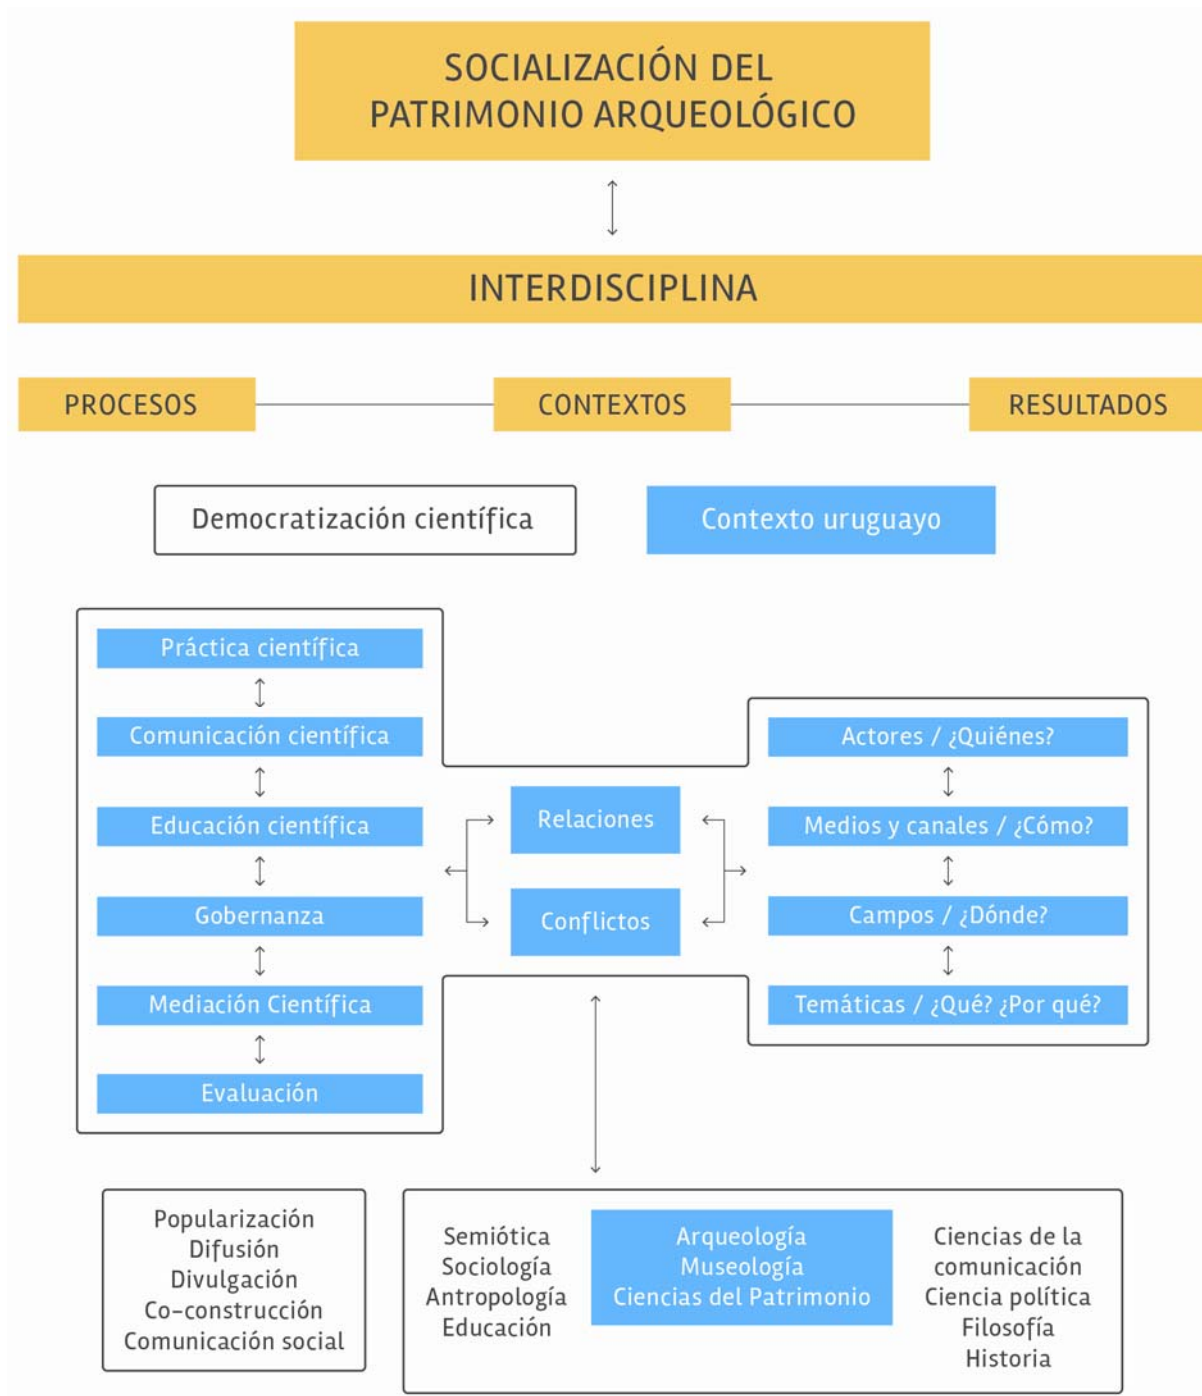 SOCIALIZACIÓN DEL
PATRIMONIO ARQUEOLÓGICO
INTERDISCIPLINA
PROCESOS
CONTEXTOS
RESULTADOS
Democratización científica
Contexto uruguayo
Práctica científica
Comunicación científica
Educación científica
Gobernanza
Mediación Científica
Evaluación
Relaciones
Conflictos
Actores / ¿Quiénes?
Medios y canales / ¿Cómo?
Campos / ¿Dónde?
Temáticas / ¿Qué? ¿Por qué?
Popularización
Difusión
Divulgación
Co-construcción
Comunicación social
Semiótica
Sociología
Antropología
Educación
Arqueología
Museología
Ciencias del Patrimonio
Ciencias de la
comunicación
Ciencia política
Filosofía
Historia